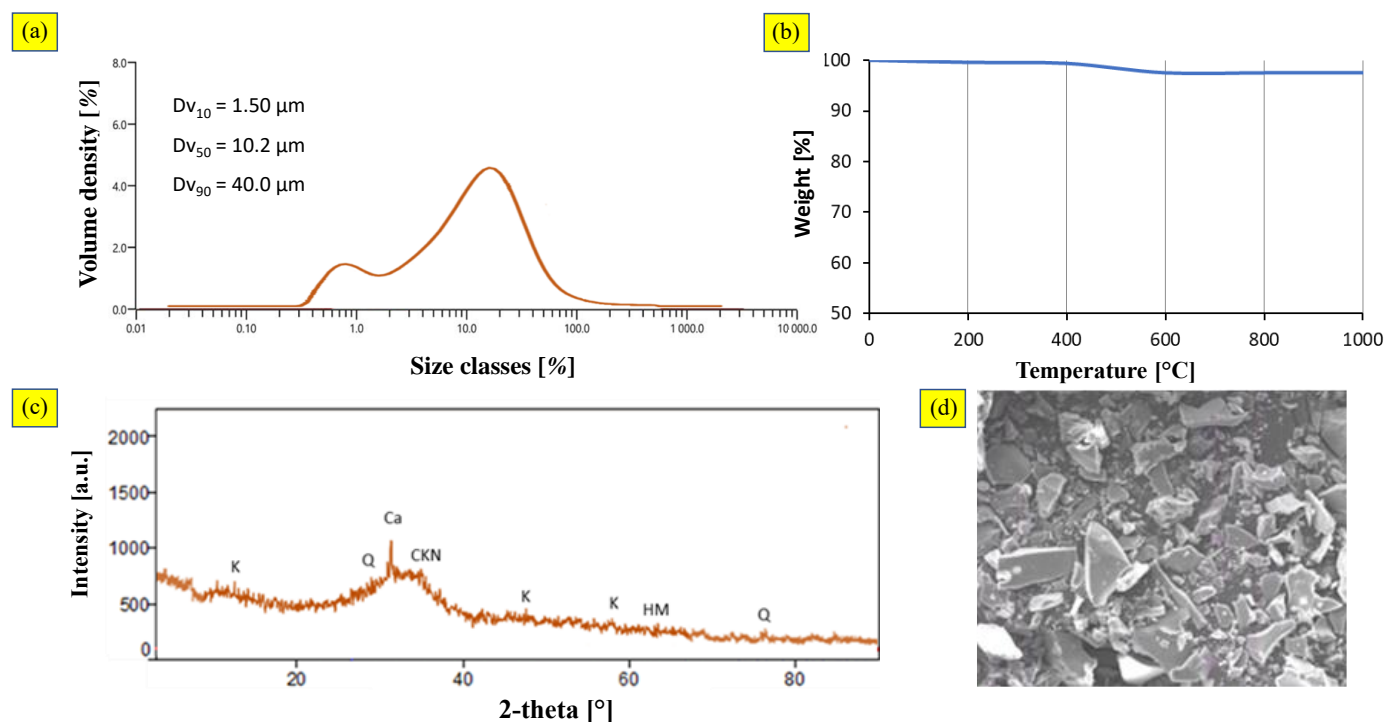 (a)
8.0
6.0
4.0
2.0
0.0
Volume density [%]
Dv10 = 1.50 µm
Dv50 = 10.2 µm
Dv90 = 40.0 µm
0.01 0.10 1.0 10.0 100.0 1 000.0 10 000.0
Size classes [%]
(b)
100
90
80
70
60
50
Weight [%]
0 200 400 600 800 1000
Temperature [°C]
(c)
2000
1500
1000
500
0
Intensity [a.u.]
K Q Ca CKN K K HM Q
20 40 60 80
2-theta [°]
(d)